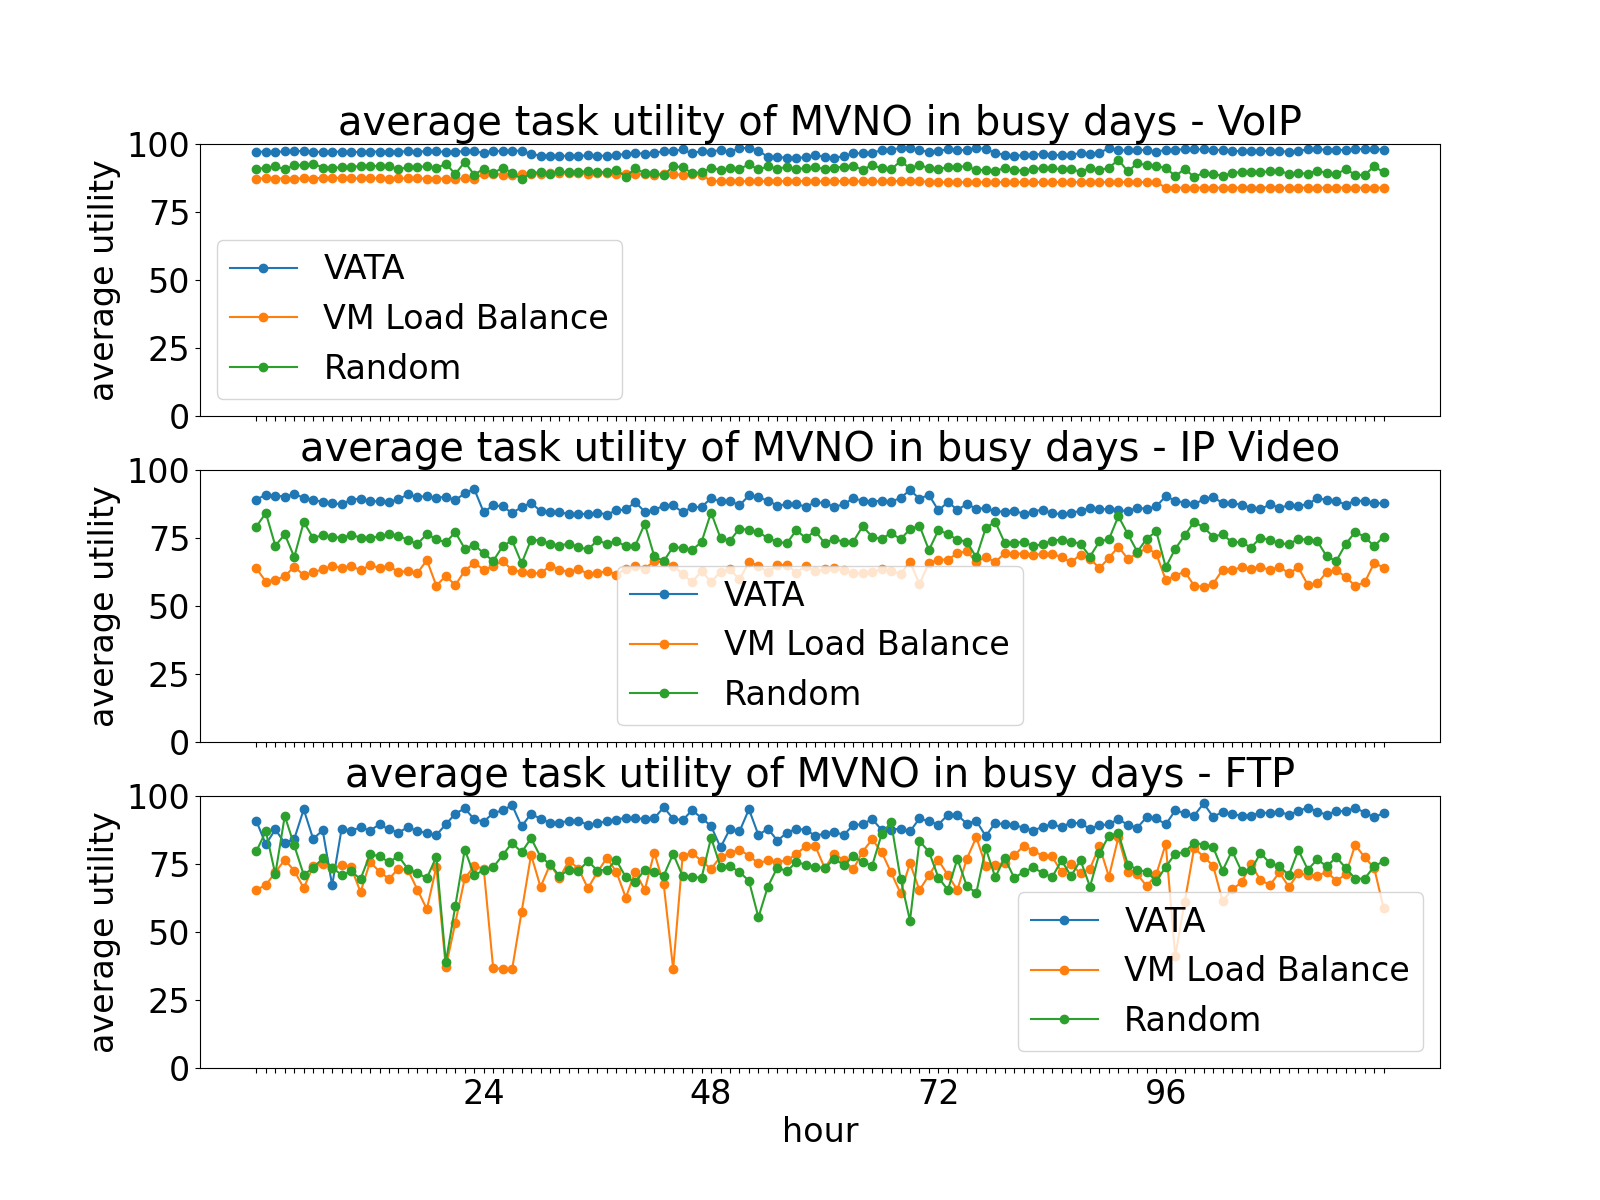 average task utility of MVNO in busy days - VoIP
100
75
50
25
0
average utility
VATA
VM Load Balance
Random
average task utility of MVNO in busy days - IP Video
100
75
50
25
0
average utility
VATA
VM Load Balance
Random
average task utility of MVNO in busy days - FTP
100
75
50
25
0
average utility
VATA
VM Load Balance
Random
24 48 72 96
hour